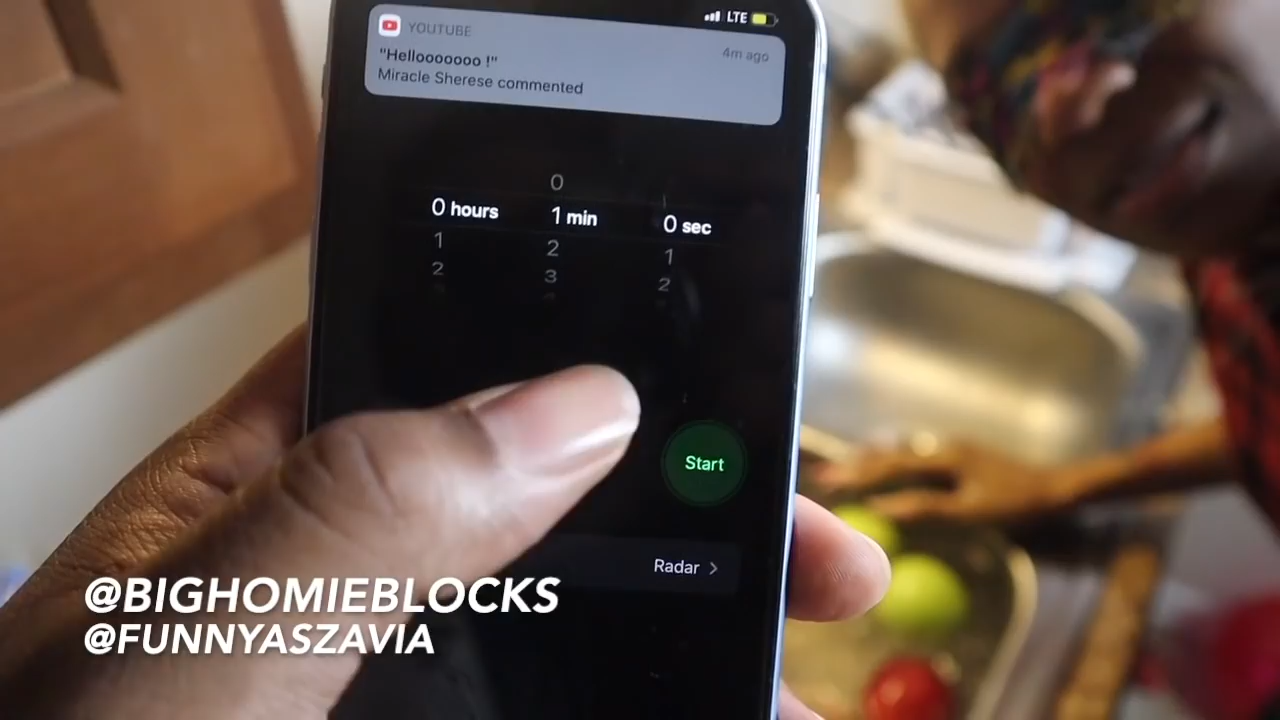 LTE
YOUTUBE
4m ago
"Hellooooooo !"
Miracle Sherese commented
0
0 hours 1 min 0 sec
1 2 1
2 3 2
Start
Radar >
@BIGHOMIEBLOCKS
@FUNNYASZAVIA